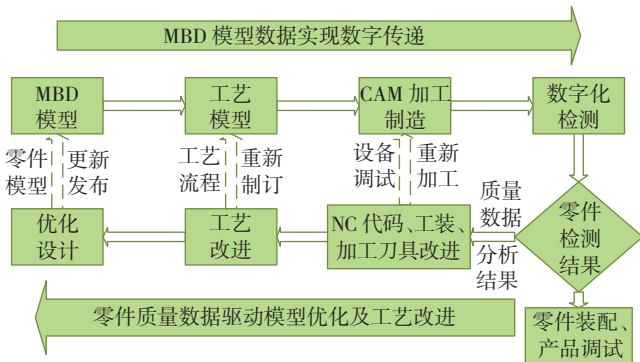 MBD 模型数据实现数字传递
MBD
模型
工艺
模型
CAM 加工
制造
数字化
检测
零件
模型
更新
发布
工艺
流程
重新
制订
设备
调试
重新
加工
质量
数据
分析
结果
优化
设计
工艺
改进
NC 代码、工装、
加工刀具改进
零件
检测
结果
零件质量数据驱动模型优化及工艺改进
零件装配、
产品调试